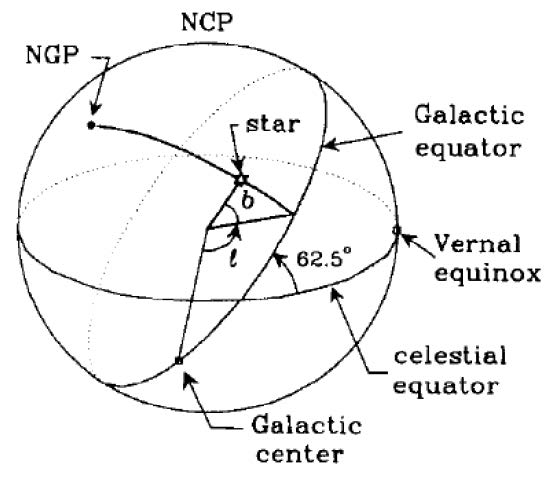 NCP
NGP
star
Galactic
equator
b
l
62.5°
Vernal
equinox
celestial
equator
Galactic
center